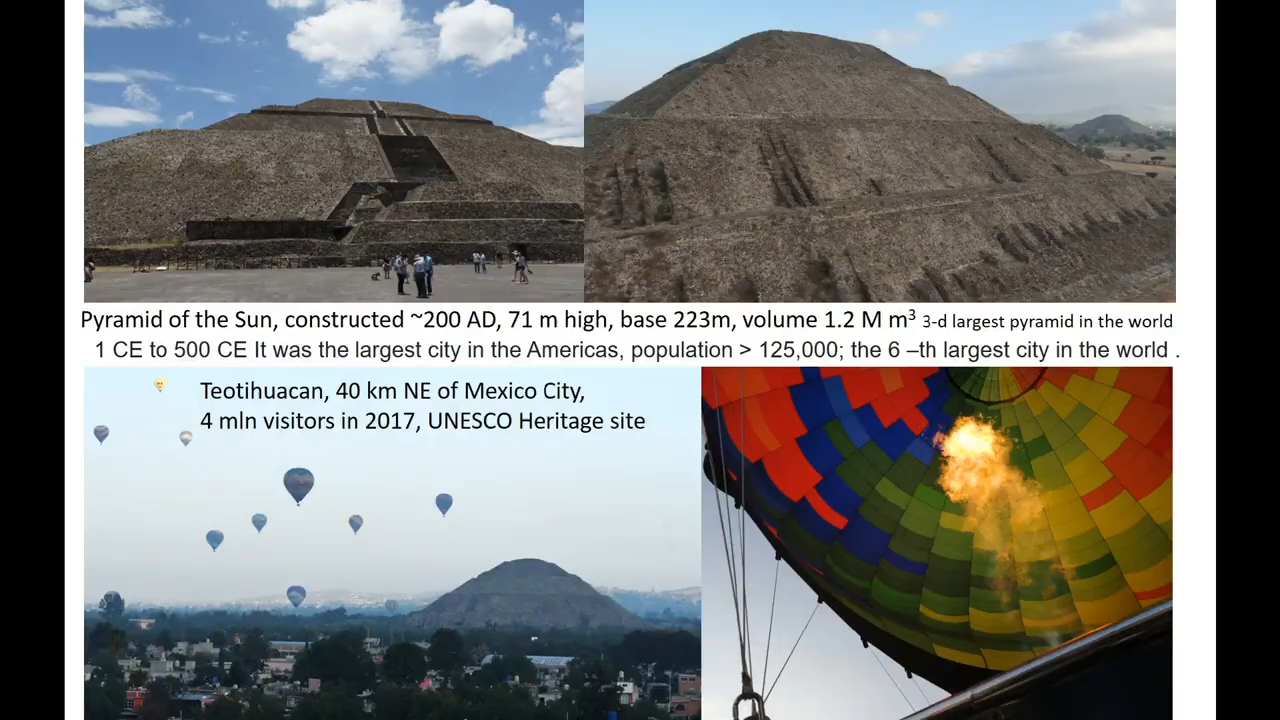 Pyramid of the Sun, constructed ~200 AD, 71 m high, base 223m, volume 1.2 M m³ 3-d largest pyramid in the world
1 CE to 500 CE It was the largest city in the Americas, population > 125,000; the 6 –th largest city in the world .
Teotihuacan, 40 km NE of Mexico City,
4 mln visitors in 2017, UNESCO Heritage site